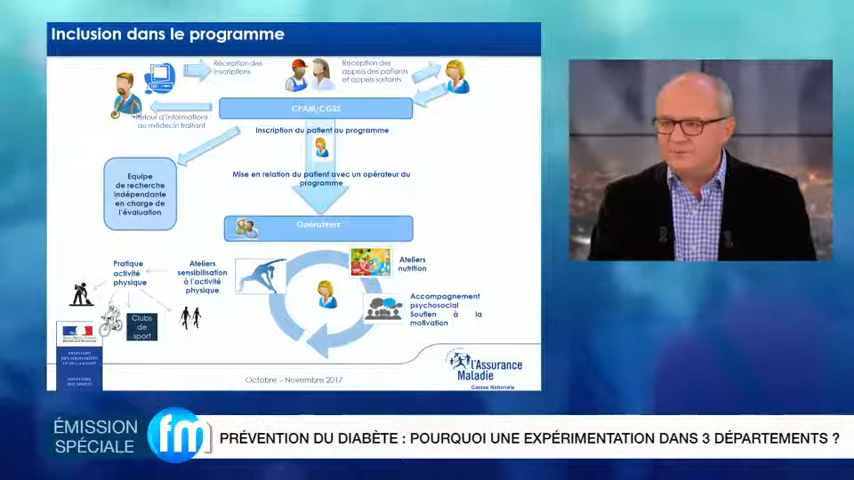 Inclusion dans le programme
Réception des
inscriptions
Réception des
appels des patients
et appels sortants
CPAM/CGSS
Retour d'informations
au médecin traitant
Inscription du patient au programme
Equipe
de recherche
indépendante
en charge de
l'évaluation
Mise en relation du patient avec un opérateur du
programme
Opérateurs
Pratique
activité
physique
Ateliers
sensibilisation
à l'activité
physique
Ateliers
nutrition
Accompagnement
psychosocial
Soutien à la
motivation
Clubs
de
sport
l'Assurance
Maladie
Caisse Nationale
Octobre – Novembre 2017
ÉMISSION
SPÉCIALE
fm
PRÉVENTION DU DIABÈTE : POURQUOI UNE EXPÉRIMENTATION DANS 3 DÉPARTEMENTS ?